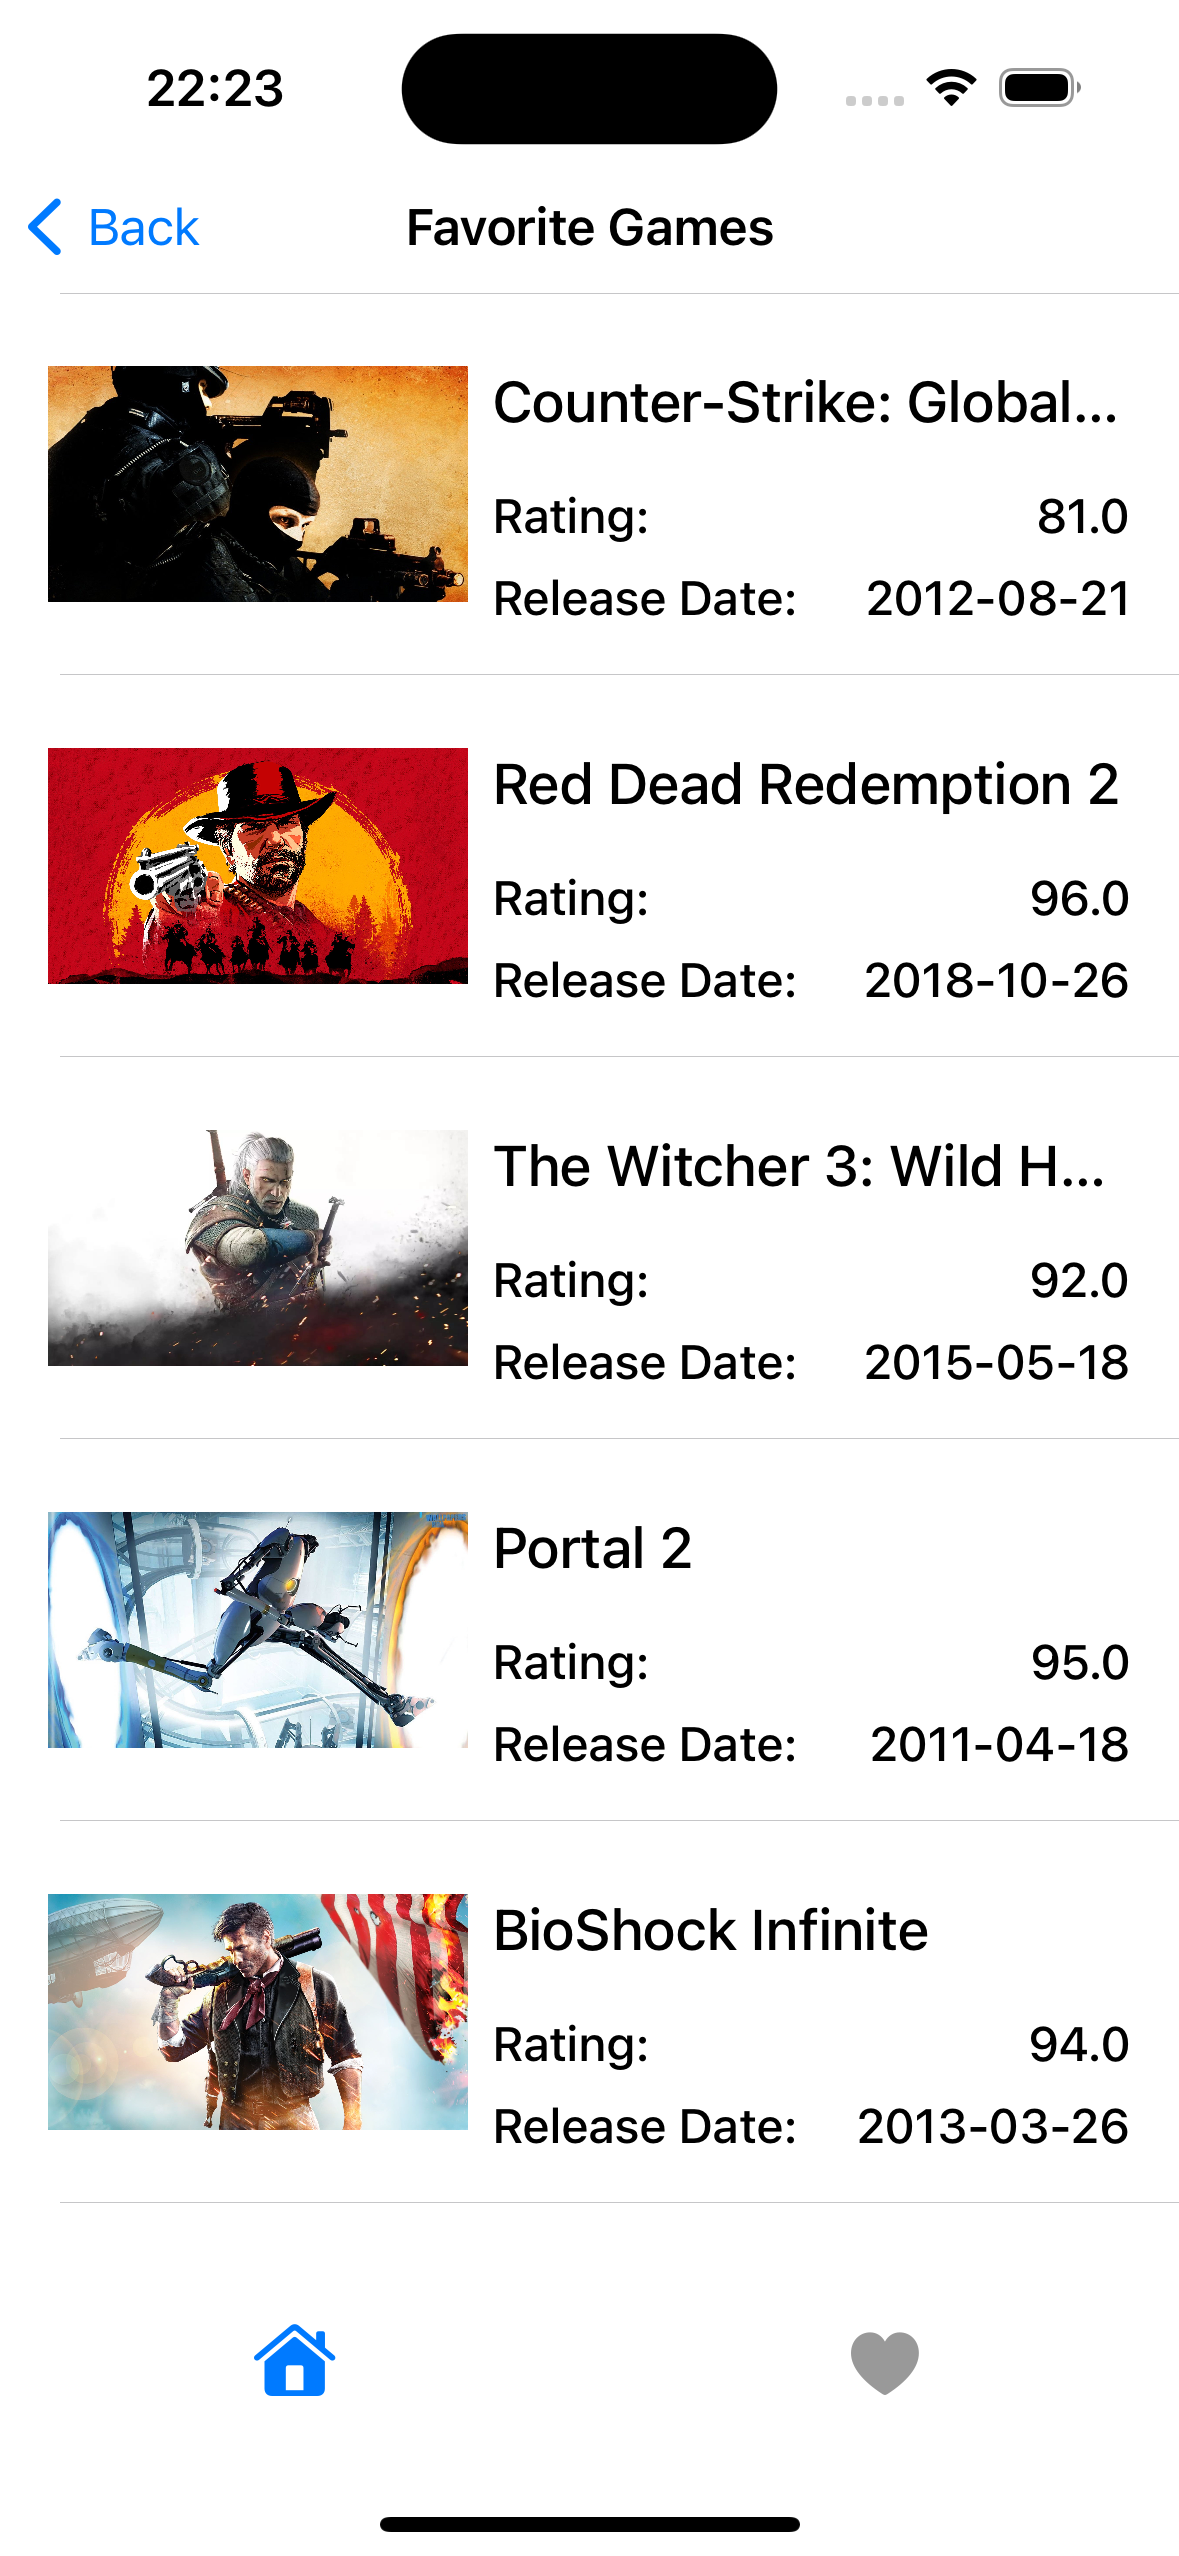 22:23
Back
Favorite Games
Counter-Strike: Global...
Rating: 81.0
Release Date: 2012-08-21
Red Dead Redemption 2
Rating: 96.0
Release Date: 2018-10-26
The Witcher 3: Wild H...
Rating: 92.0
Release Date: 2015-05-18
Portal 2
Rating: 95.0
Release Date: 2011-04-18
BioShock Infinite
Rating: 94.0
Release Date: 2013-03-26